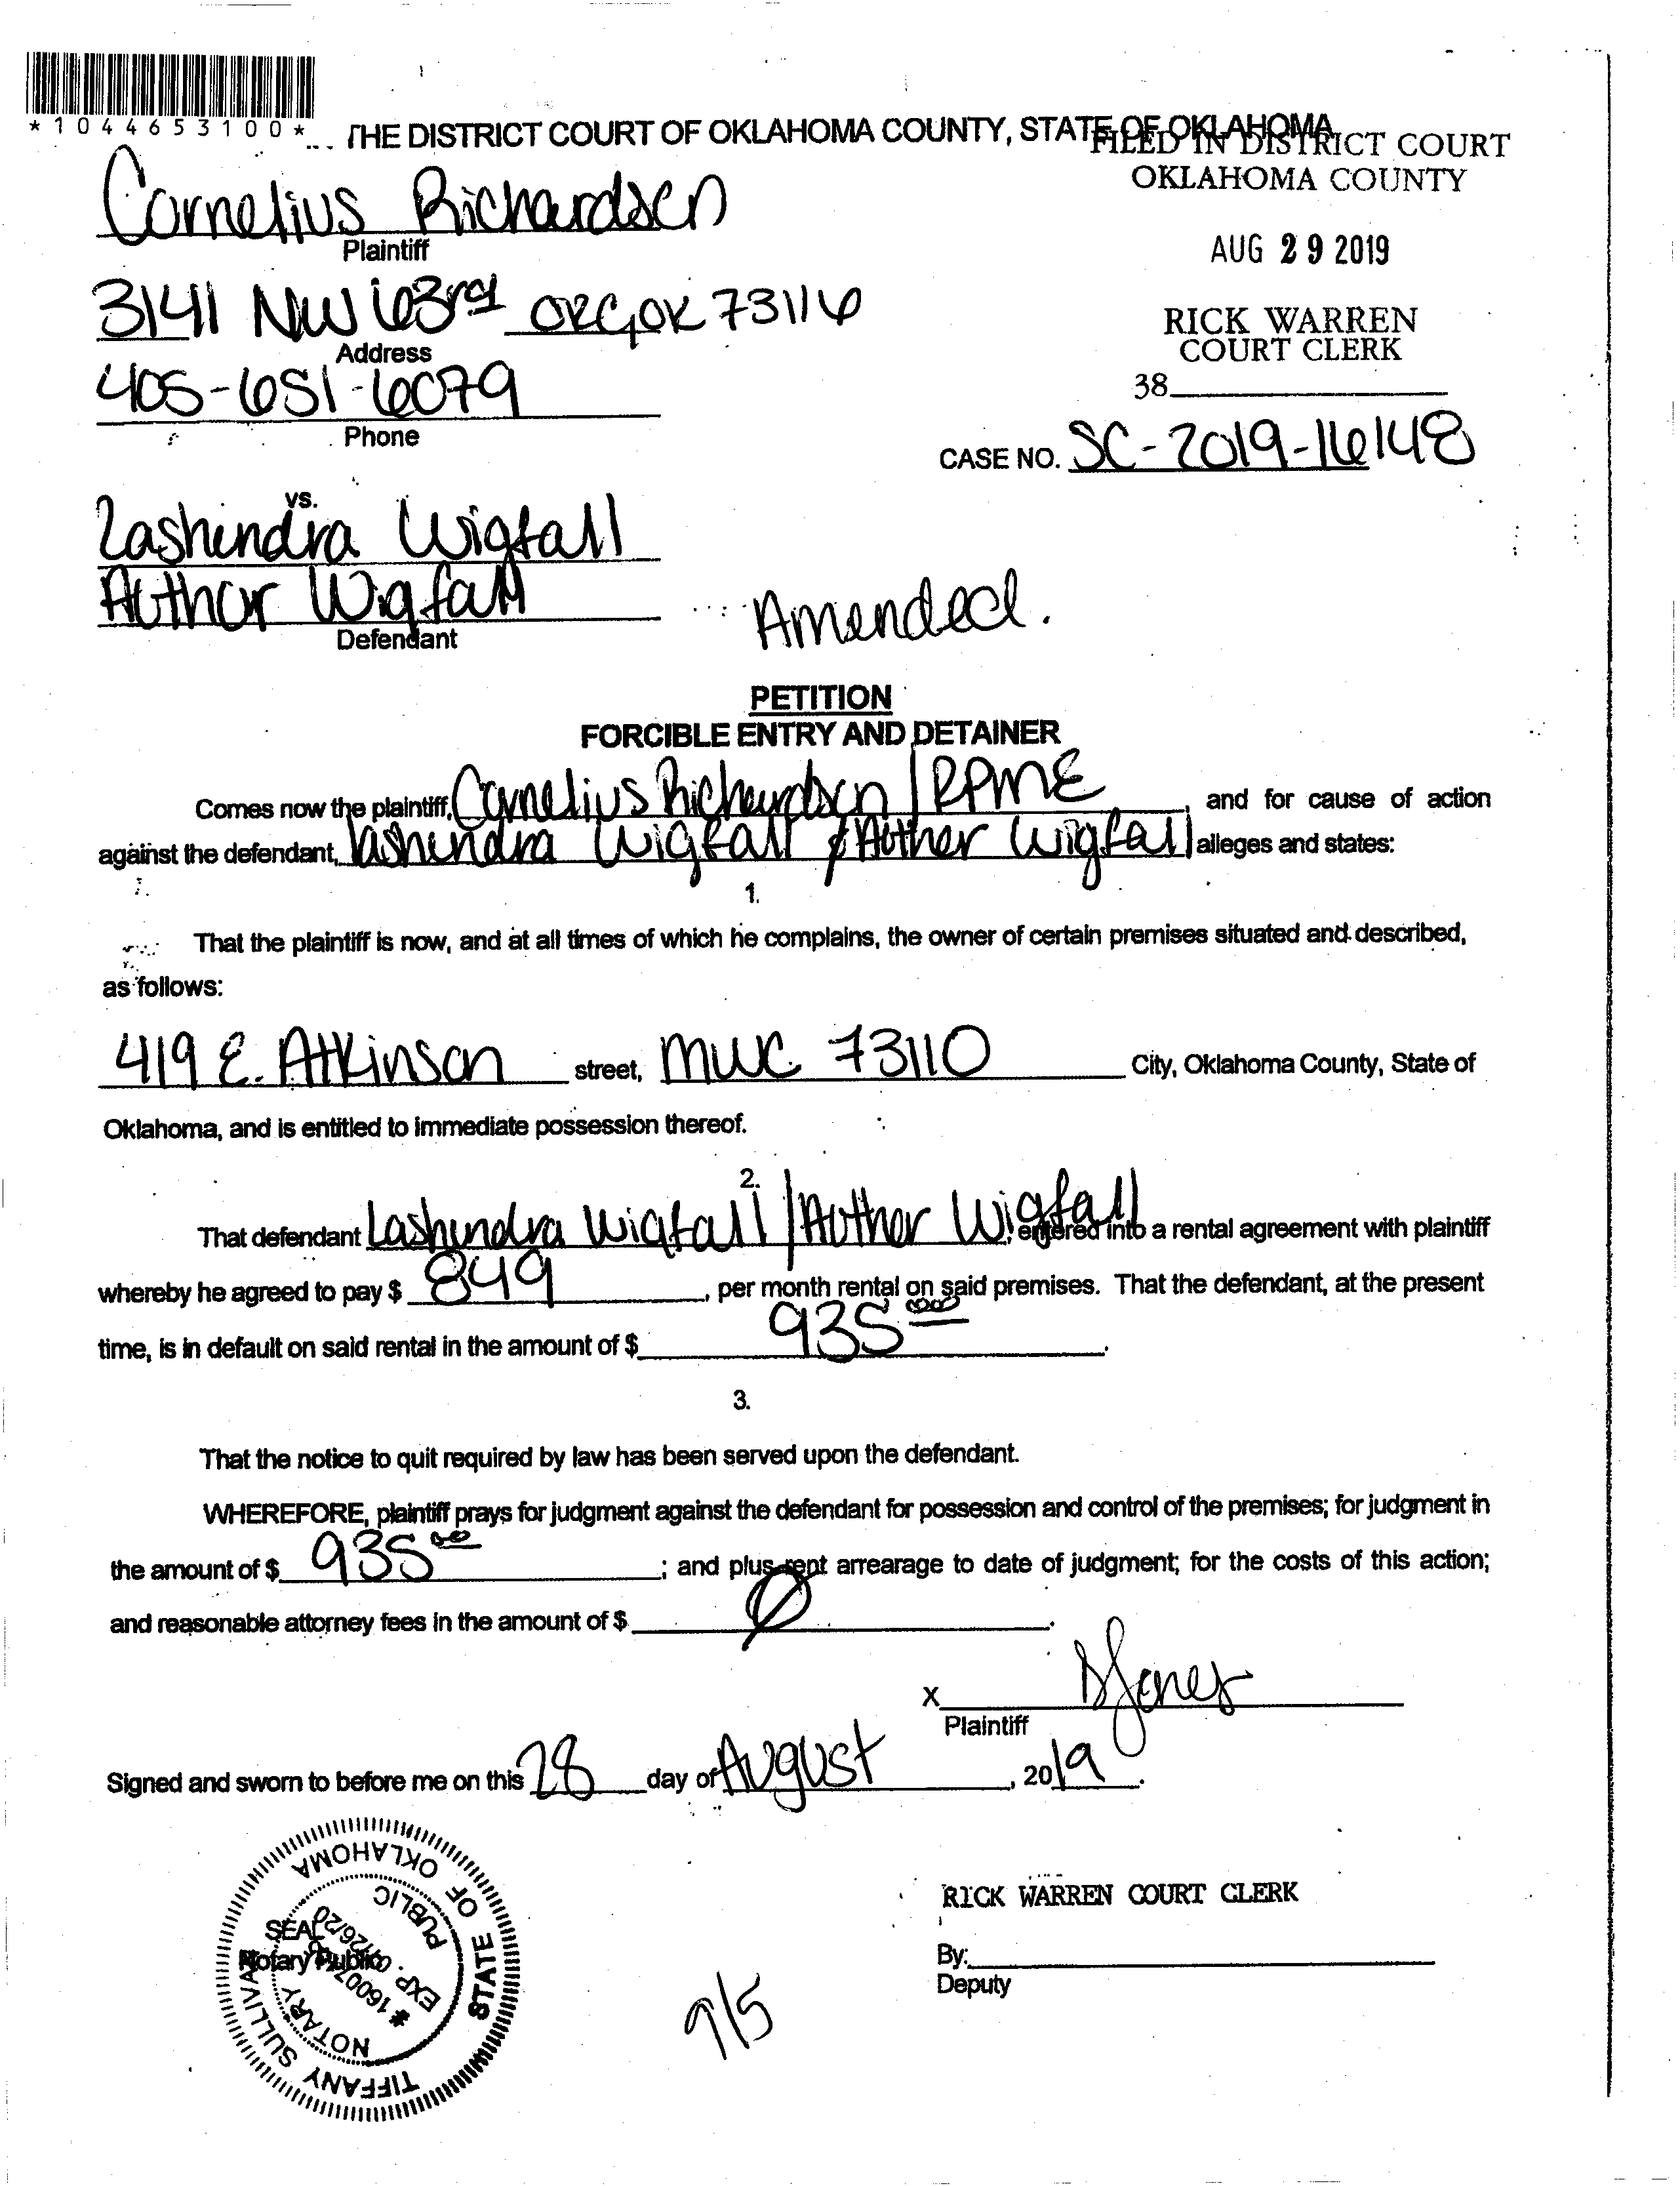 *1044653100*
THE DISTRICT COURT OF OKLAHOMA COUNTY, STATE OF OKLAHOMA
FILED IN DISTRICT COURT
OKLAHOMA COUNTY
Cornelius Richardson
Plaintiff
AUG 29 2019
3141 NW 63rd OKC, OK 73116
Address
RICK WARREN
COURT CLERK
405-651-6079
Phone
38
CASE NO. SC-2019-16148
vs.
Lashundra Wigfall
Author Wigfall
Defendant
Amended.
PETITION
FORCIBLE ENTRY AND DETAINER
Comes now the plaintiff, Cornelius Richardson / RPME, and for cause of action
against the defendant, Lashundra Wigfall & Auther Wigfall alleges and states:
1.
That the plaintiff is now, and at all times of which he complains, the owner of certain premises situated and described,
as follows:
419 E. Atkinson street, MWC 73110 City, Oklahoma County, State of
Oklahoma, and is entitled to immediate possession thereof.
2.
That defendant Lashundra Wigfall / Authur Wigfall, entered into a rental agreement with plaintiff
whereby he agreed to pay $ 849, per month rental on said premises. That the defendant, at the present
time, is in default on said rental in the amount of $ 935 00.
3.
That the notice to quit required by law has been served upon the defendant.
WHEREFORE, plaintiff prays for judgment against the defendant for possession and control of the premises; for judgment in
the amount of $ 935 00; and plus rent arrearage to date of judgment; for the costs of this action;
and reasonable attorney fees in the amount of $ 0.
X DJones
Plaintiff
Signed and sworn to before me on this 28 day of August, 2019.
TIFFANY SULLIVAN
STATE OF OKLAHOMA
NOTARY PUBLIC
EXP.
SEAL
Notary Public
RICK WARREN COURT CLERK
By:
Deputy
9/5